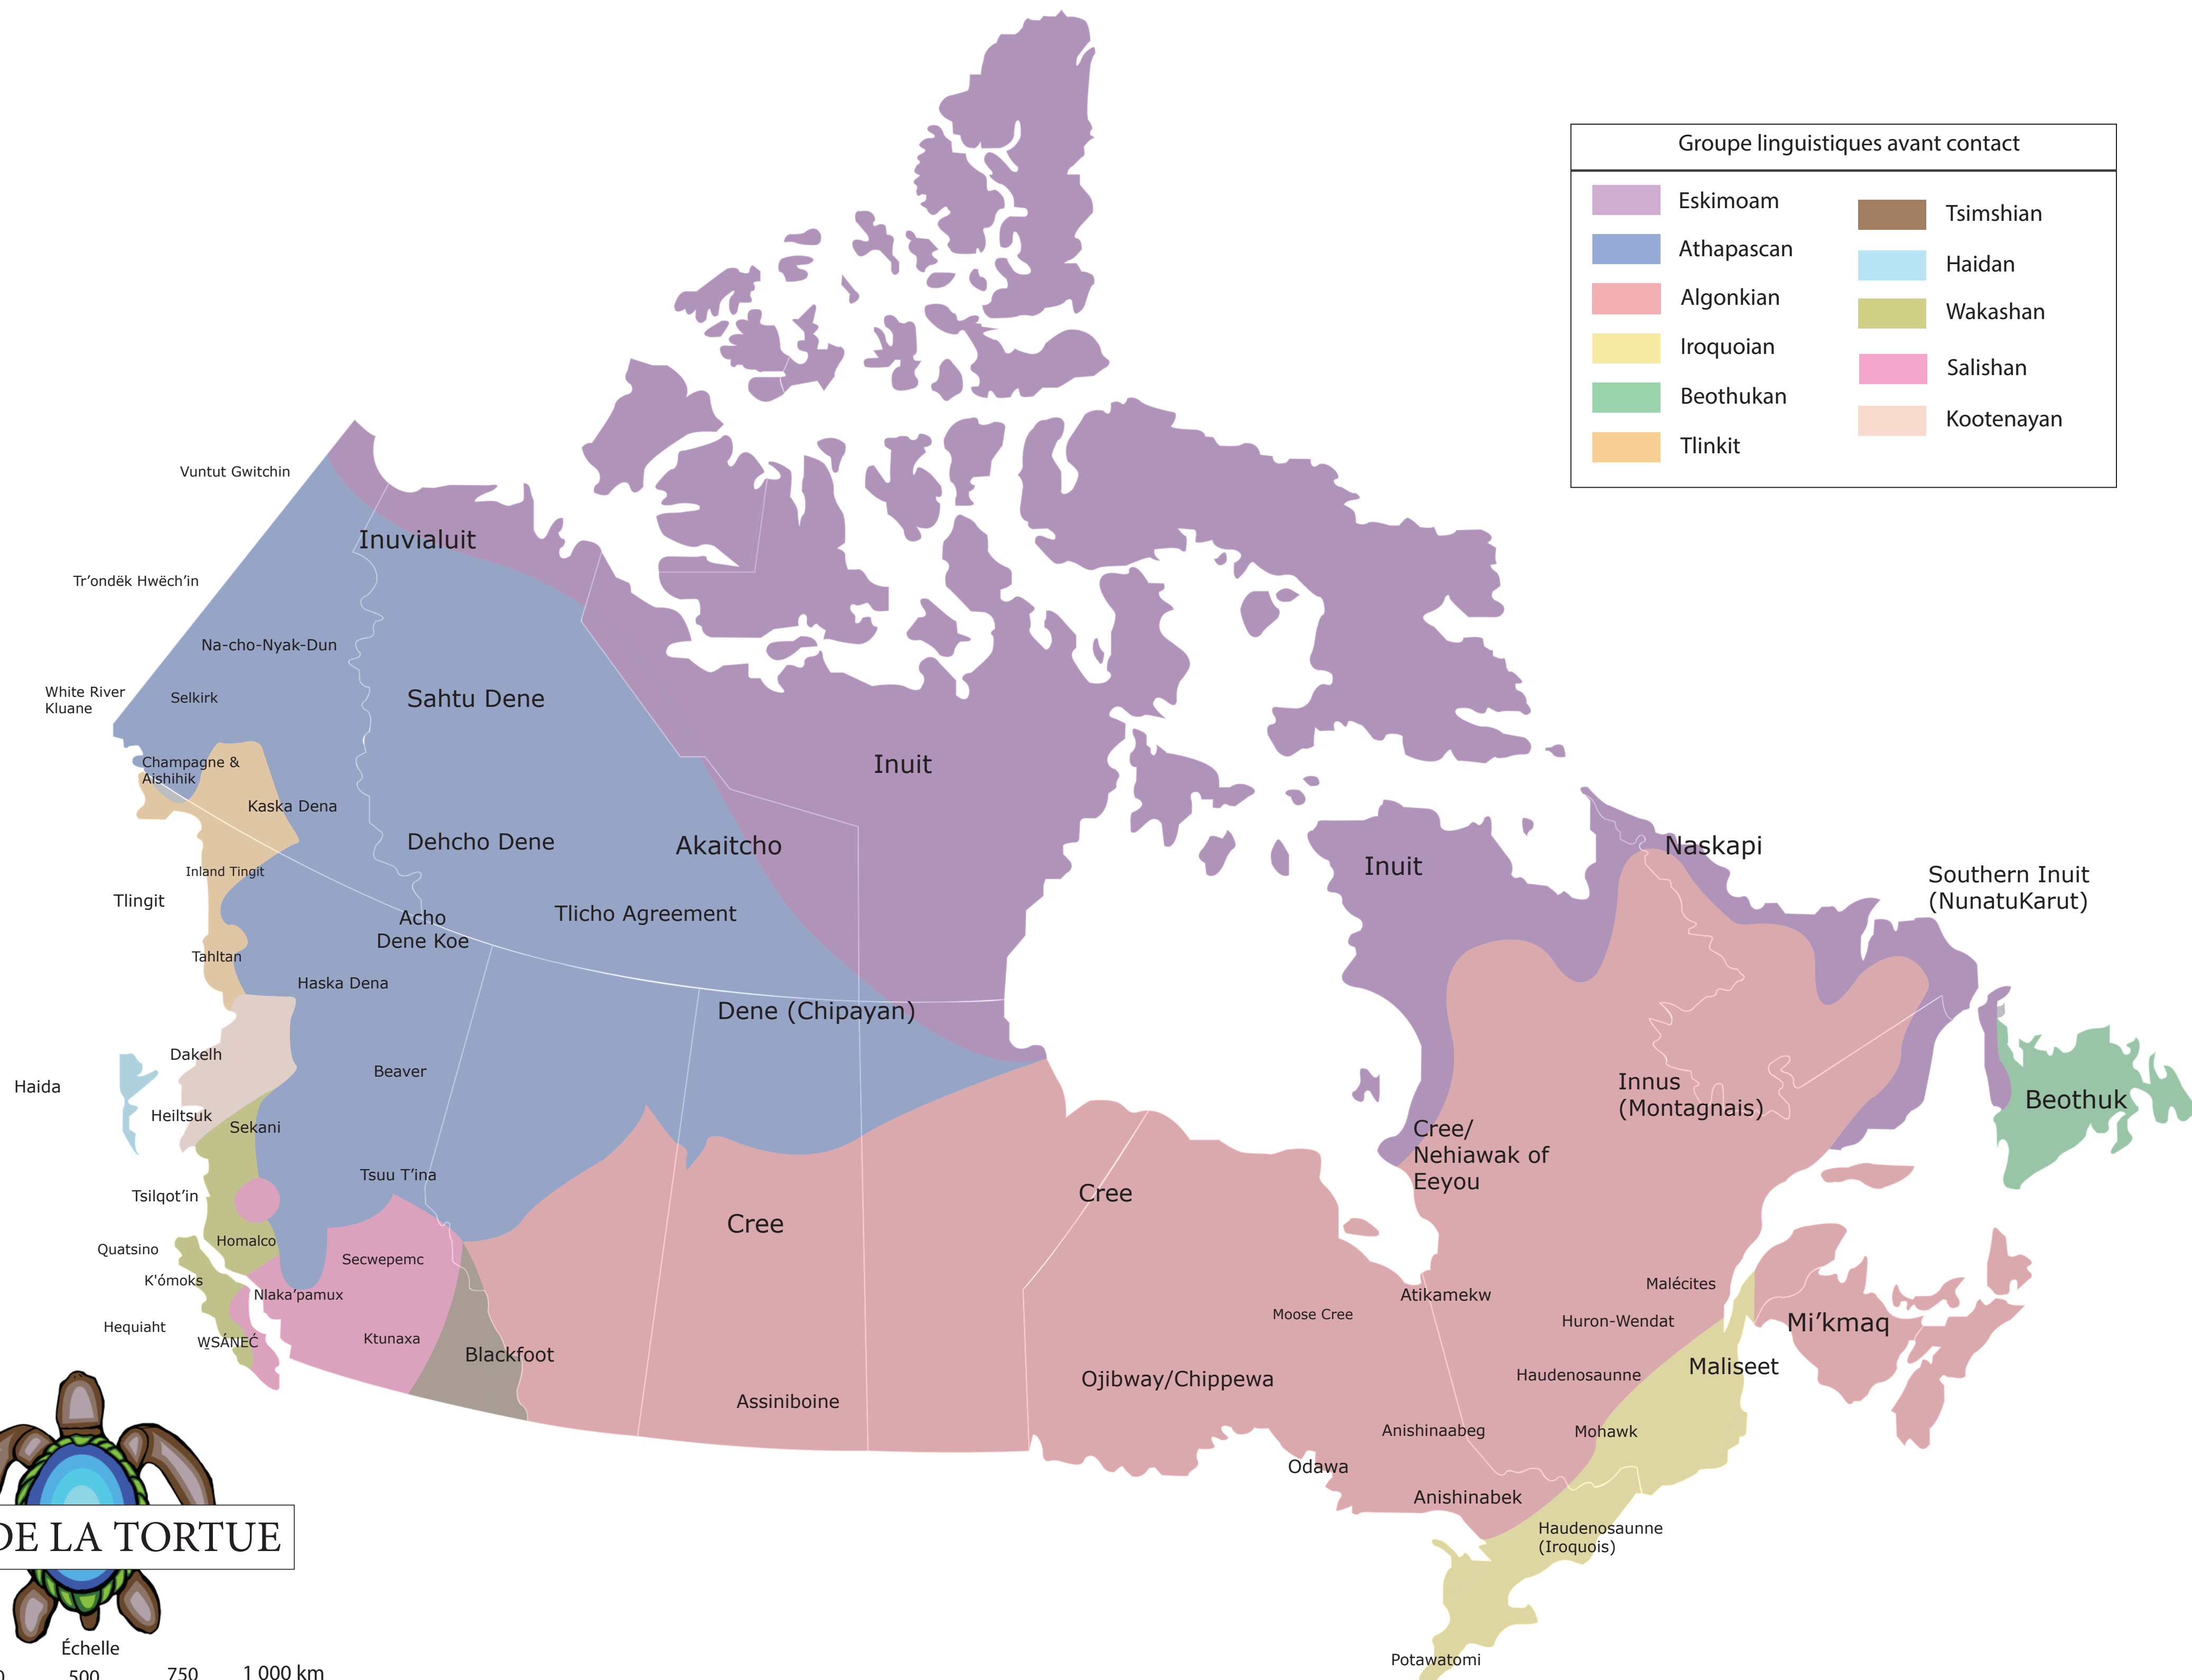 Groupe linguistiques avant contact
Eskimoam
Athapascan
Algonkian
Iroquoian
Beothukan
Tlinkit
Tsimshian
Haidan
Wakashan
Salishan
Kootenayan
Vuntut Gwitchin
Inuvialuit
Tr’ondëk Hwëch’in
Na-cho-Nyak-Dun
White River
Kluane
Selkirk
Sahtu Dene
Champagne &
Aishihik
Inuit
Kaska Dena
Dehcho Dene
Akaitcho
Inuit
Naskapi
Southern Inuit
(NunatuKarut)
Inland Tingit
Tlingit
Acho
Dene Koe
Tlicho Agreement
Tahltan
Haska Dena
Dene (Chipayan)
Dakelh
Haida
Beaver
Heiltsuk
Sekani
Innus
(Montagnais)
Beothuk
Cree/
Nehiawak of
Eeyou
Tsuu T’ina
Tsilqot’in
Cree
Cree
Homalco
Quatsino
Secwepemc
K'ómoks
Nlaka’pamux
Atikamekw
Malécites
Moose Cree
Huron-Wendat
Mi’kmaq
Hequiaht
W̱SÁNEĆ
Ktunaxa
Blackfoot
Maliseet
Ojibway/Chippewa
Haudenosaunne
Assiniboine
Anishinaabeg
Mohawk
Odawa
Anishinabek
Haudenosaunne
(Iroquois)
Potawatomi
DE LA TORTUE
Échelle
0 500 750 1 000 km